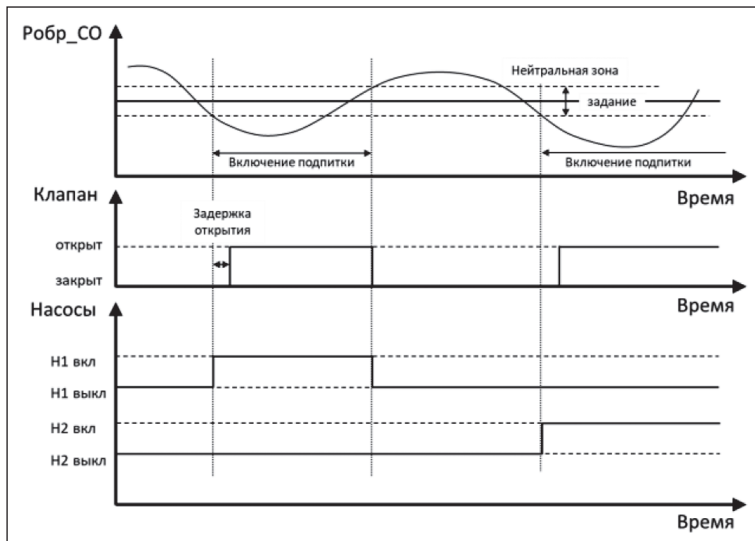 Робр_СО
Нейтральная зона
задание
Включение подпитки
Включение подпитки
Время
Клапан
Задержка
открытия
открыт
закрыт
Время
Насосы
Н1 вкл
Н1 выкл
Н2 вкл
Н2 выкл
Время